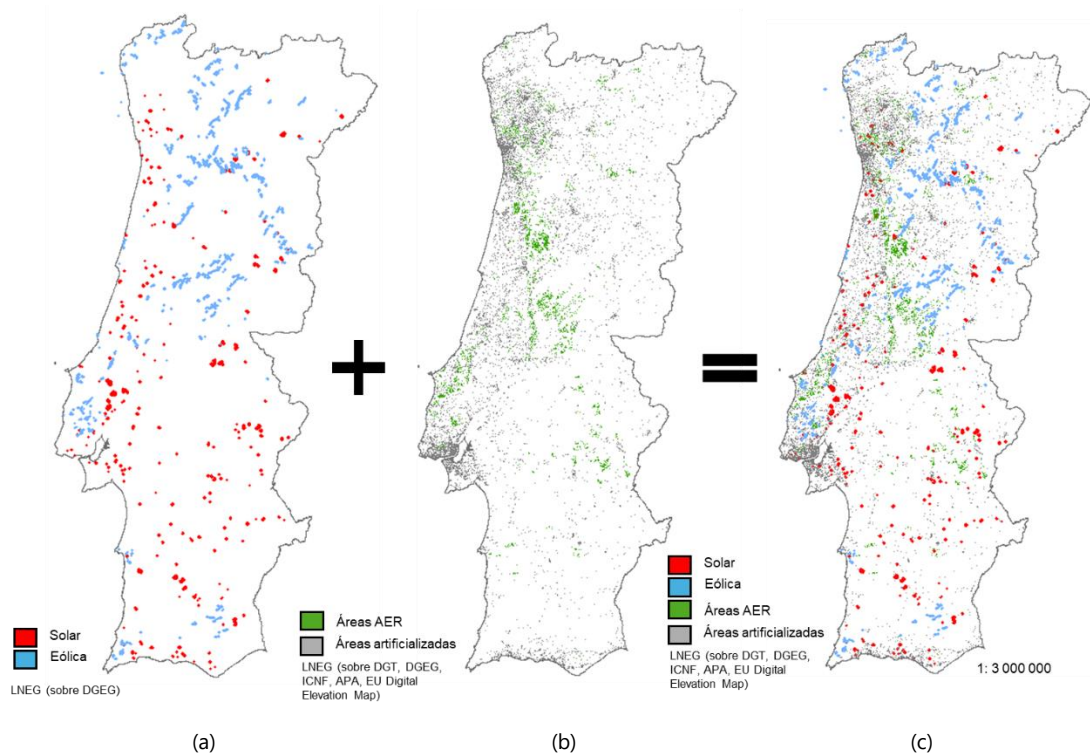 Solar
Eólica
LNEG (sobre DGEG)
Áreas AER
Áreas artificializadas
LNEG (sobre DGT, DGEG,
ICNF, APA, EU Digital
Elevation Map)
Solar
Eólica
Áreas AER
Áreas artificializadas
LNEG (sobre DGT, DGEG,
ICNF, APA, EU Digital
Elevation Map)
1: 3 000 000
(a)
(b)
(c)